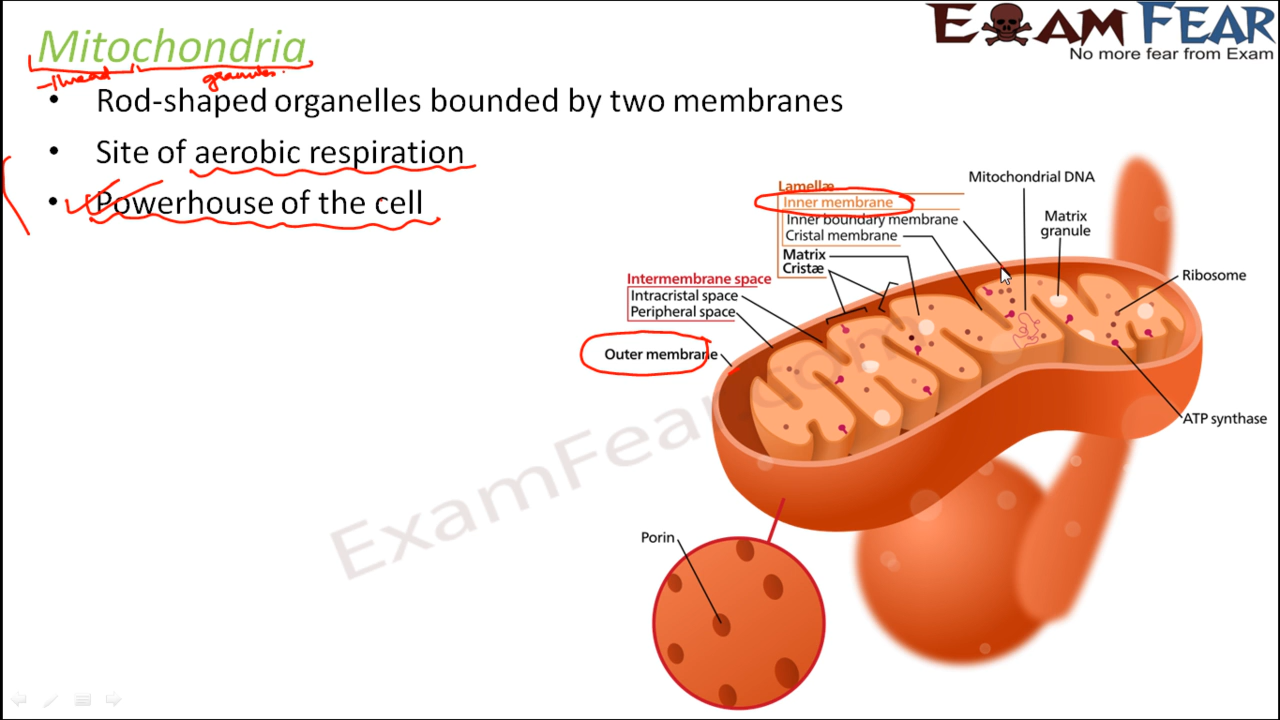 Mitochondria
EXAM FEAR
No more fear from Exam
thread granules
• Rod-shaped organelles bounded by two membranes
• Site of aerobic respiration
• Powerhouse of the cell
Lamellæ
Inner membrane
Inner boundary membrane
Cristal membrane
Matrix
Cristæ
Mitochondrial DNA
Matrix
granule
Ribosome
Intermembrane space
Intracristal space
Peripheral space
Outer membrane
ATP synthase
Porin
ExamFear.com